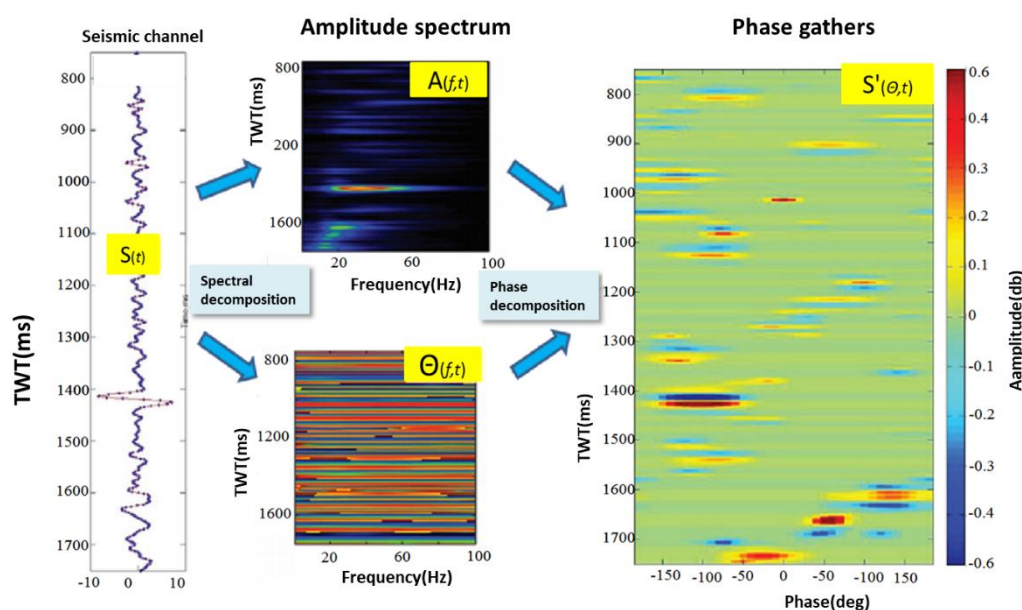 Seismic channel
Amplitude spectrum
Phase gathers
TWT(ms)
800
900
1000
1100
1200
1300
1400
1500
1600
1700
-10
0
10
S(t)
Spectral
decomposition
A(f,t)
TWT(ms)
800
200
1600
20
60
100
Frequency(Hz)
Θ(f,t)
TWT(ms)
800
1200
1600
0
20
40
60
80
100
Frequency(Hz)
Phase
decomposition
S'(Θ,t)
TWT(ms)
800
900
1000
1100
1200
1300
1400
1500
1600
1700
-150
-100
-50
0
-50
100
150
Phase(deg)
0.6
0.4
0.3
0.2
0.1
0
-0.1
-0.2
-0.3
-0.4
-0.6
Aamplitude(db)